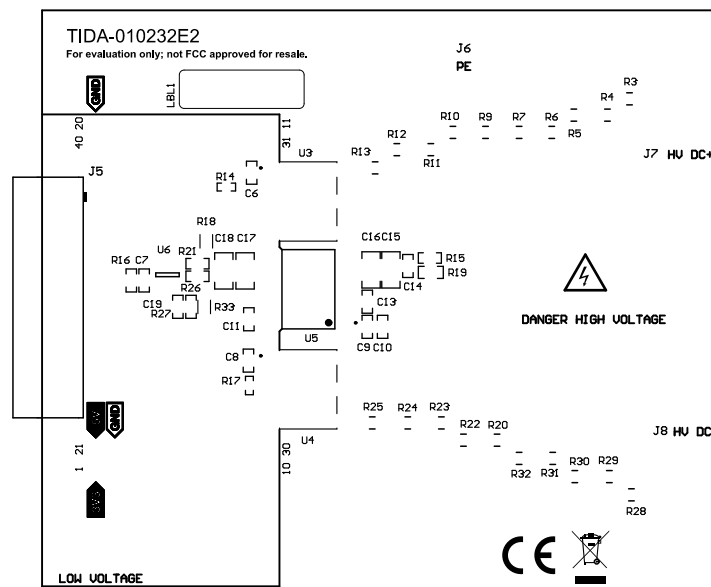 TIDA-010232E2
For evaluation only; not FCC approved for resale.
LBL1
GND
40 20
31 11
J6
PE
R3
R4
R5
R6
R7
R9
R10
R11
R12
R13
U3
J7 HV DC+
J5
R14
C6
R18
U6
R21
C18 C17
C16 C15
R15
R19
R16 C7
C14
R26
C19
R27
R33
C11
C13
C9 C10
U5
DANGER HIGH VOLTAGE
C8
R17
R25
R24
R23
R22 R20
5V
GND
1 21
10 30
U4
J8 HV DC
R32
R31
R30
R29
R28
3V3
LOW VOLTAGE
CE